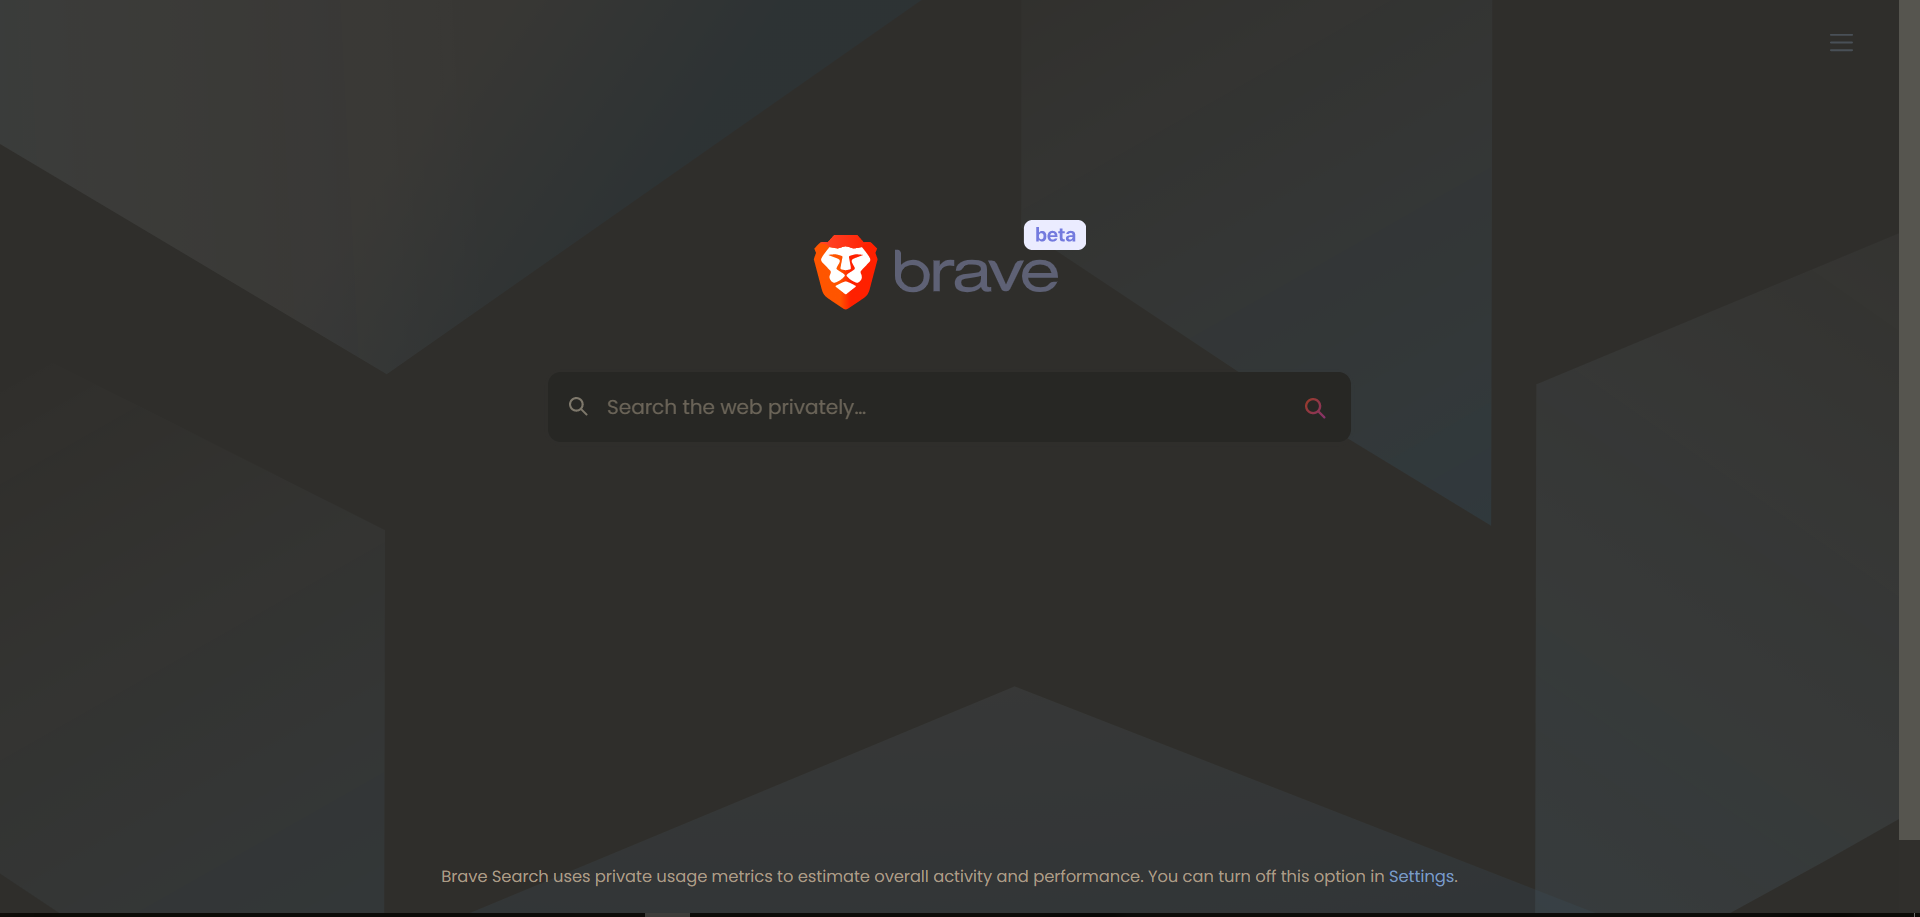 beta
brave
Search the web privately...
Brave Search uses private usage metrics to estimate overall activity and performance. You can turn off this option in Settings.